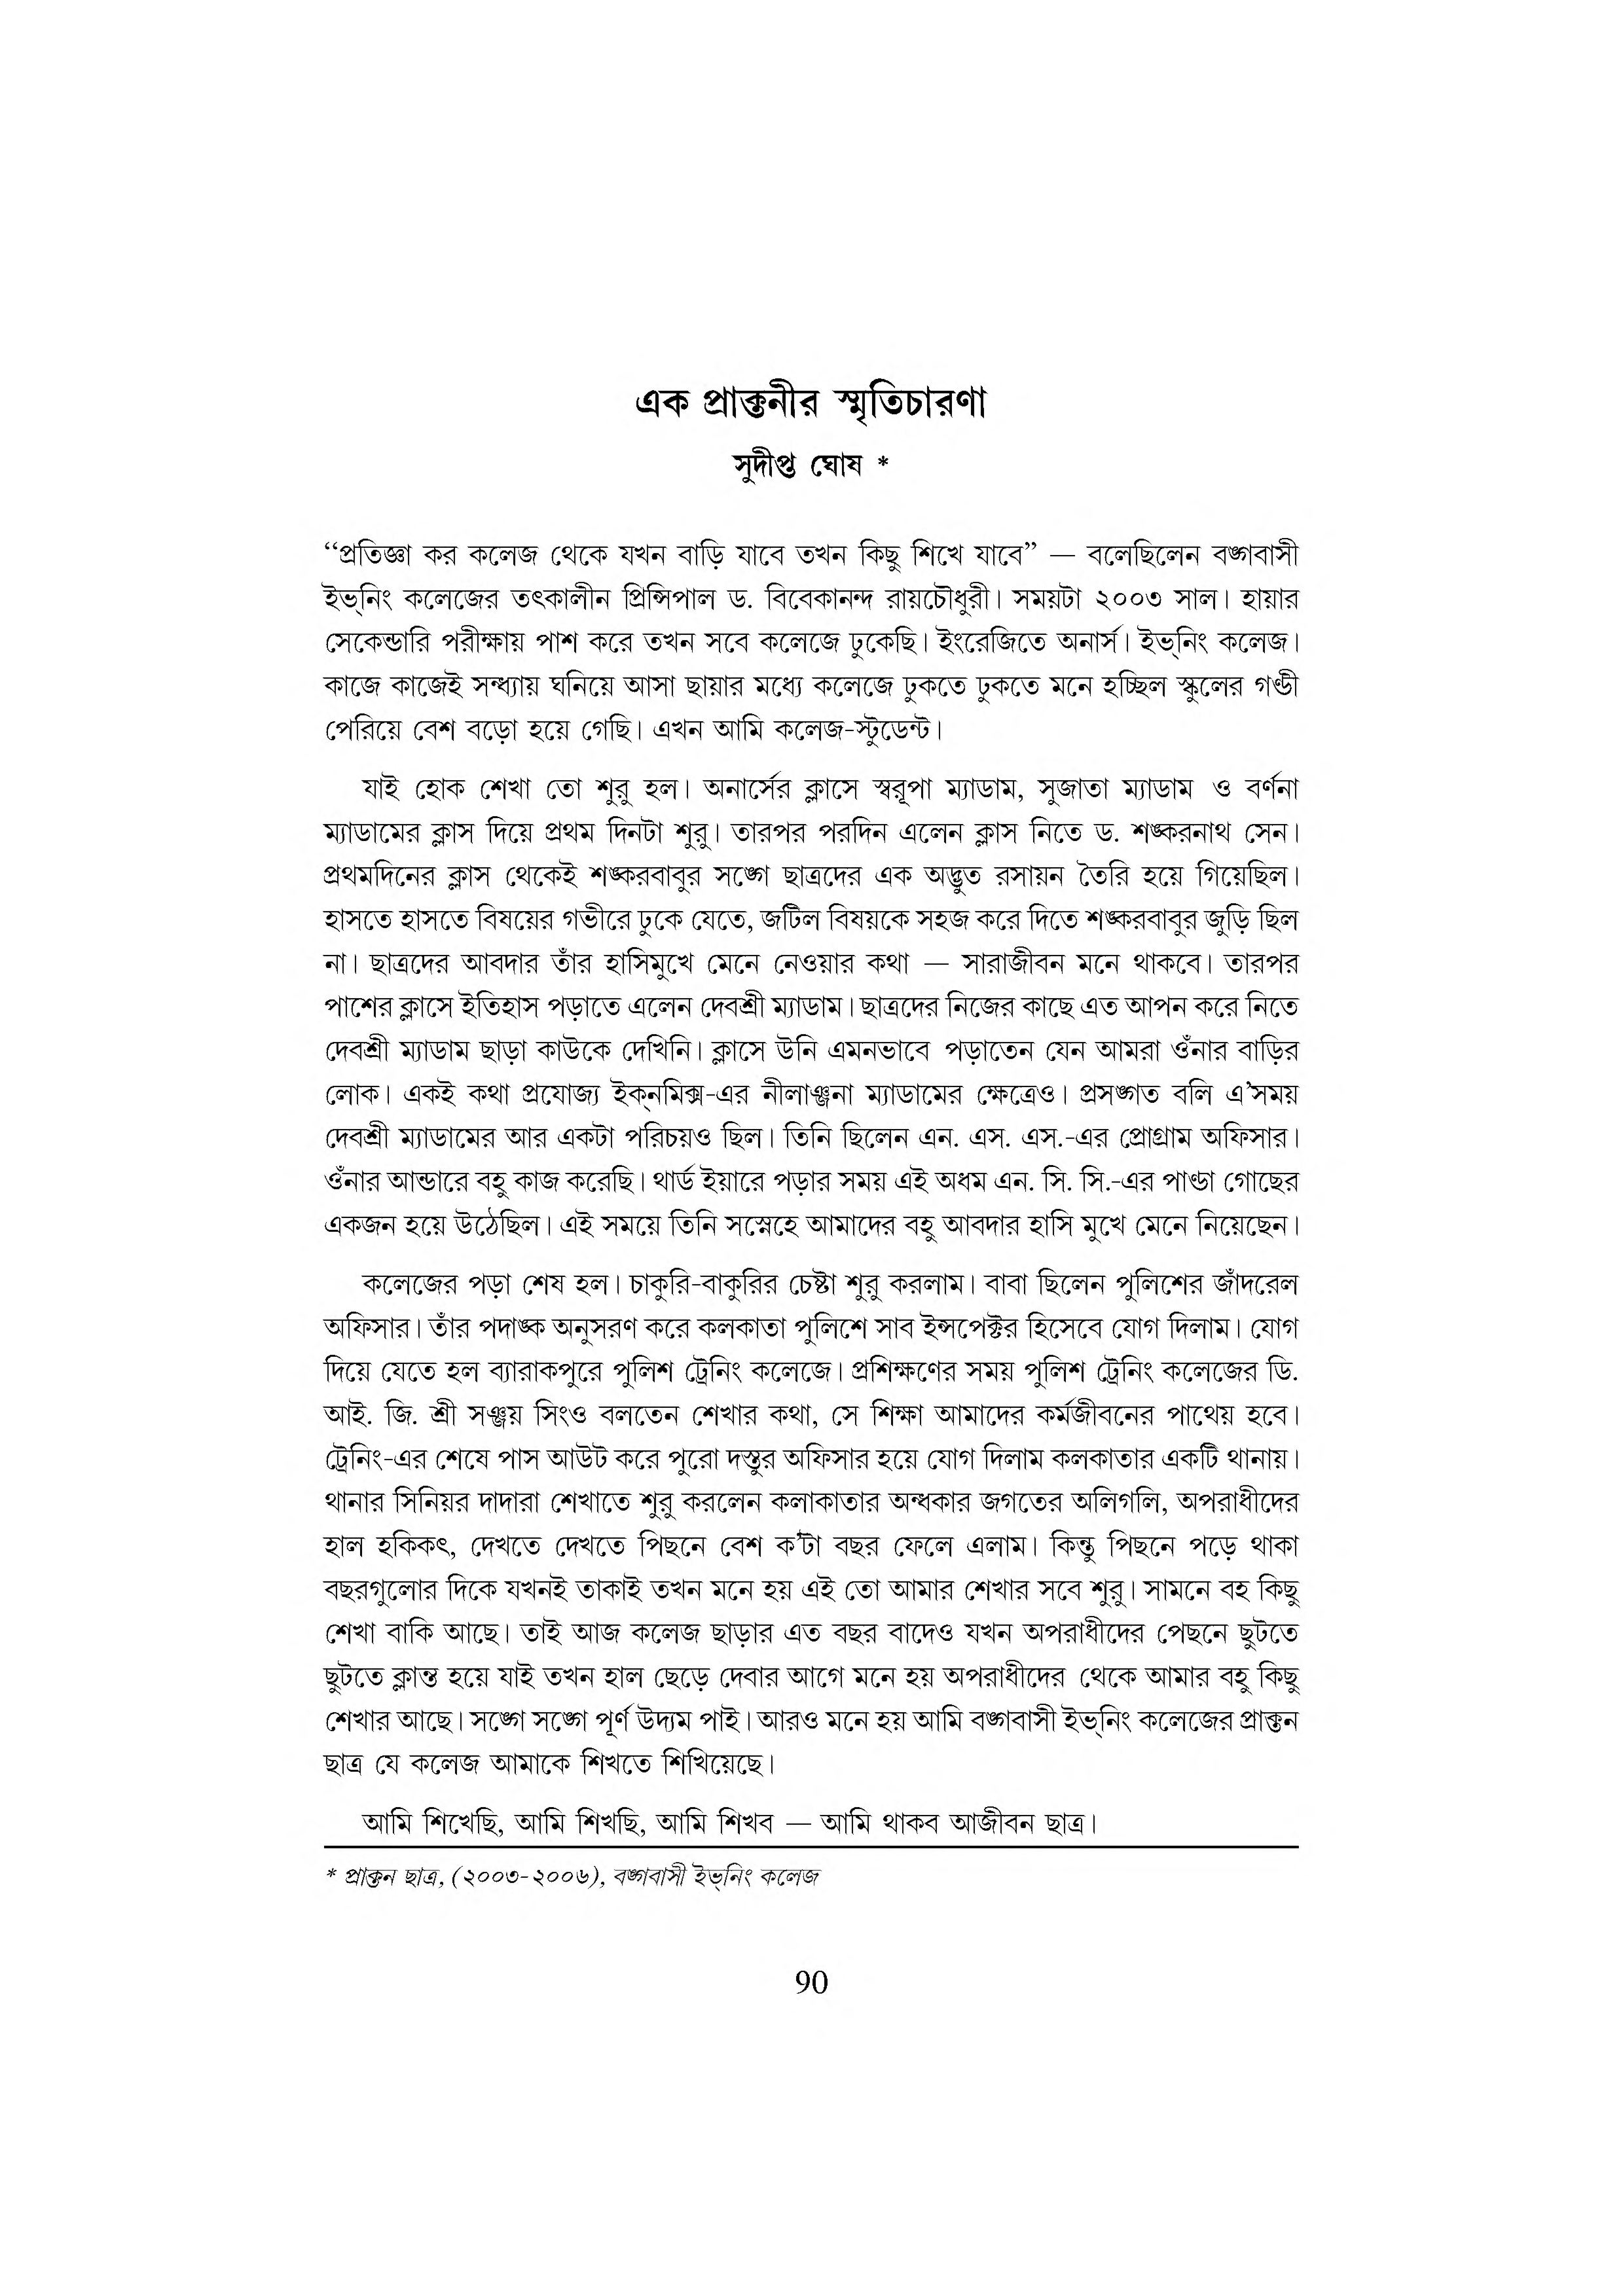 এক প্রাক্তনীর স্মৃতিচারণা
সুদীপ্ত ঘোষ *
“প্রতিজ্ঞা কর কলেজ থেকে যখন বাড়ি যাবে তখন কিছু শিখে যাবে” — বলেছিলেন বঙ্গবাসী
ইভ্‌নিং কলেজের তৎকালীন প্রিন্সিপাল ড. বিবেকানন্দ রায়চৌধুরী। সময়টা ২০০৩ সাল। হায়ার
সেকেন্ডারি পরীক্ষায় পাশ করে তখন সবে কলেজে ঢুকেছি। ইংরেজিতে অনার্স। ইভ্‌নিং কলেজ।
কাজে কাজেই সন্ধ্যায় ঘনিয়ে আসা ছায়ার মধ্যে কলেজে ঢুকতে ঢুকতে মনে হচ্ছিল স্কুলের গণ্ডী
পেরিয়ে বেশ বড়ো হয়ে গেছি। এখন আমি কলেজ-স্টুডেন্ট।
যাই হোক শেখা তো শুরু হল। অনার্সের ক্লাসে স্বরূপা ম্যাডাম, সুজাতা ম্যাডাম ও বর্ণনা
ম্যাডামের ক্লাস দিয়ে প্রথম দিনটা শুরু। তারপর পরদিন এলেন ক্লাস নিতে ড. শঙ্করনাথ সেন।
প্রথমদিনের ক্লাস থেকেই শঙ্করবাবুর সঙ্গে ছাত্রদের এক অদ্ভুত রসায়ন তৈরি হয়ে গিয়েছিল।
হাসতে হাসতে বিষয়ের গভীরে ঢুকে যেতে, জটিল বিষয়কে সহজ করে দিতে শঙ্করবাবুর জুড়ি ছিল
না। ছাত্রদের আবদার তাঁর হাসিমুখে মেনে নেওয়ার কথা — সারাজীবন মনে থাকবে। তারপর
পাশের ক্লাসে ইতিহাস পড়াতে এলেন দেবশ্রী ম্যাডাম। ছাত্রদের নিজের কাছে এত আপন করে নিতে
দেবশ্রী ম্যাডাম ছাড়া কাউকে দেখিনি। ক্লাসে উনি এমনভাবে পড়াতেন যেন আমরা ওঁনার বাড়ির
লোক। একই কথা প্রযোজ্য ইক্‌নমিক্স-এর নীলাঞ্জনা ম্যাডামের ক্ষেত্রেও। প্রসঙ্গত বলি এ’সময়
দেবশ্রী ম্যাডামের আর একটা পরিচয়ও ছিল। তিনি ছিলেন এন. এস. এস.-এর প্রোগ্রাম অফিসার।
ওঁনার আন্ডারে বহু কাজ করেছি। থার্ড ইয়ারে পড়ার সময় এই অধম এন. সি. সি.-এর পাণ্ডা গোছের
একজন হয়ে উঠেছিল। এই সময়ে তিনি সস্নেহে আমাদের বহু আবদার হাসি মুখে মেনে নিয়েছেন।
কলেজের পড়া শেষ হল। চাকুরি-বাকুরির চেষ্টা শুরু করলাম। বাবা ছিলেন পুলিশের জাঁদরেল
অফিসার। তাঁর পদাঙ্ক অনুসরণ করে কলকাতা পুলিশে সাব ইন্সপেক্টর হিসেবে যোগ দিলাম। যোগ
দিয়ে যেতে হল ব্যারাকপুরে পুলিশ ট্রেনিং কলেজে। প্রশিক্ষণের সময় পুলিশ ট্রেনিং কলেজের ডি.
আই. জি. শ্রী সঞ্জয় সিংও বলতেন শেখার কথা, সে শিক্ষা আমাদের কর্মজীবনের পাথেয় হবে।
ট্রেনিং-এর শেষে পাস আউট করে পুরো দস্তুর অফিসার হয়ে যোগ দিলাম কলকাতার একটি থানায়।
থানার সিনিয়র দাদারা শেখাতে শুরু করলেন কলাকাতার অন্ধকার জগতের অলিগলি, অপরাধীদের
হাল হকিকৎ, দেখতে দেখতে পিছনে বেশ ক’টা বছর ফেলে এলাম। কিন্তু পিছনে পড়ে থাকা
বছরগুলোর দিকে যখনই তাকাই তখন মনে হয় এই তো আমার শেখার সবে শুরু। সামনে বহ কিছু
শেখা বাকি আছে। তাই আজ কলেজ ছাড়ার এত বছর বাদেও যখন অপরাধীদের পেছনে ছুটতে
ছুটতে ক্লান্ত হয়ে যাই তখন হাল ছেড়ে দেবার আগে মনে হয় অপরাধীদের থেকে আমার বহু কিছু
শেখার আছে। সঙ্গে সঙ্গে পূর্ণ উদ্যম পাই। আরও মনে হয় আমি বঙ্গবাসী ইভ্‌নিং কলেজের প্রাক্তন
ছাত্র যে কলেজ আমাকে শিখতে শিখিয়েছে।
আমি শিখেছি, আমি শিখছি, আমি শিখব — আমি থাকব আজীবন ছাত্র।
* প্রাক্তন ছাত্র, (২০০৩-২০০৬), বঙ্গবাসী ইভ্‌নিং কলেজ
90